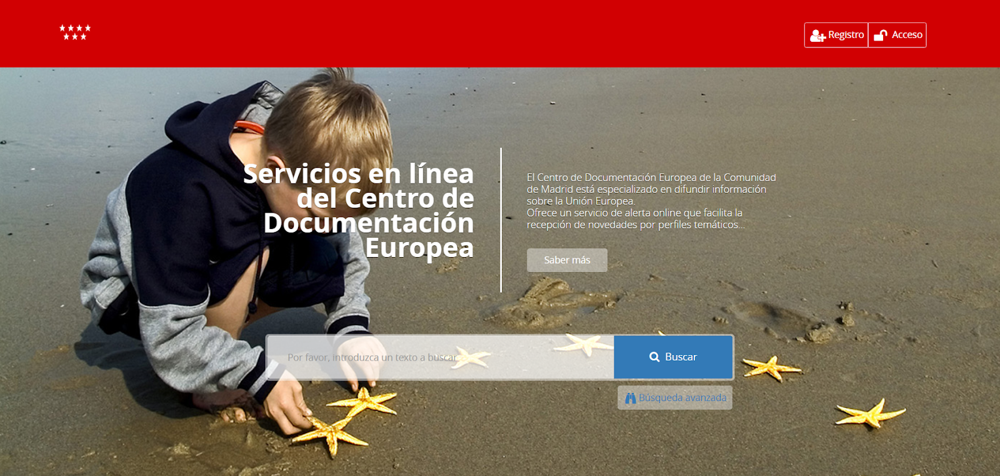 Registro
Acceso
Servicios en línea
del Centro de
Documentación
Europea
El Centro de Documentación Europea de la Comunidad
de Madrid está especializado en difundir información
sobre la Unión Europea.
Ofrece un servicio de alerta online que facilita la
recepción de novedades por perfiles temáticos...
Saber más
Por favor, introduzca un texto a buscar
Buscar
Búsqueda avanzada